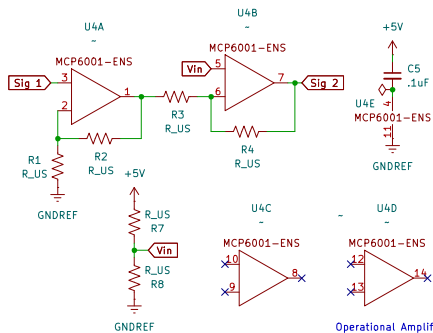 U4B
~
U4A
~
MCP6001-ENS
MCP6001-ENS
+5V
Sig 1
3
2
1
Vin
5
6
7
Sig 2
C5
.1uF
U4E
4
MCP6001-ENS
11
GNDREF
R3
R_US
R2
R_US
R4
R_US
R1
R_US
GNDREF
+5V
R_US
R7
Vin
R_US
R8
GNDREF
U4C
MCP6001-ENS
10
9
8
~
U4D
~
MCP6001-ENS
12
13
14
Operational Amplif